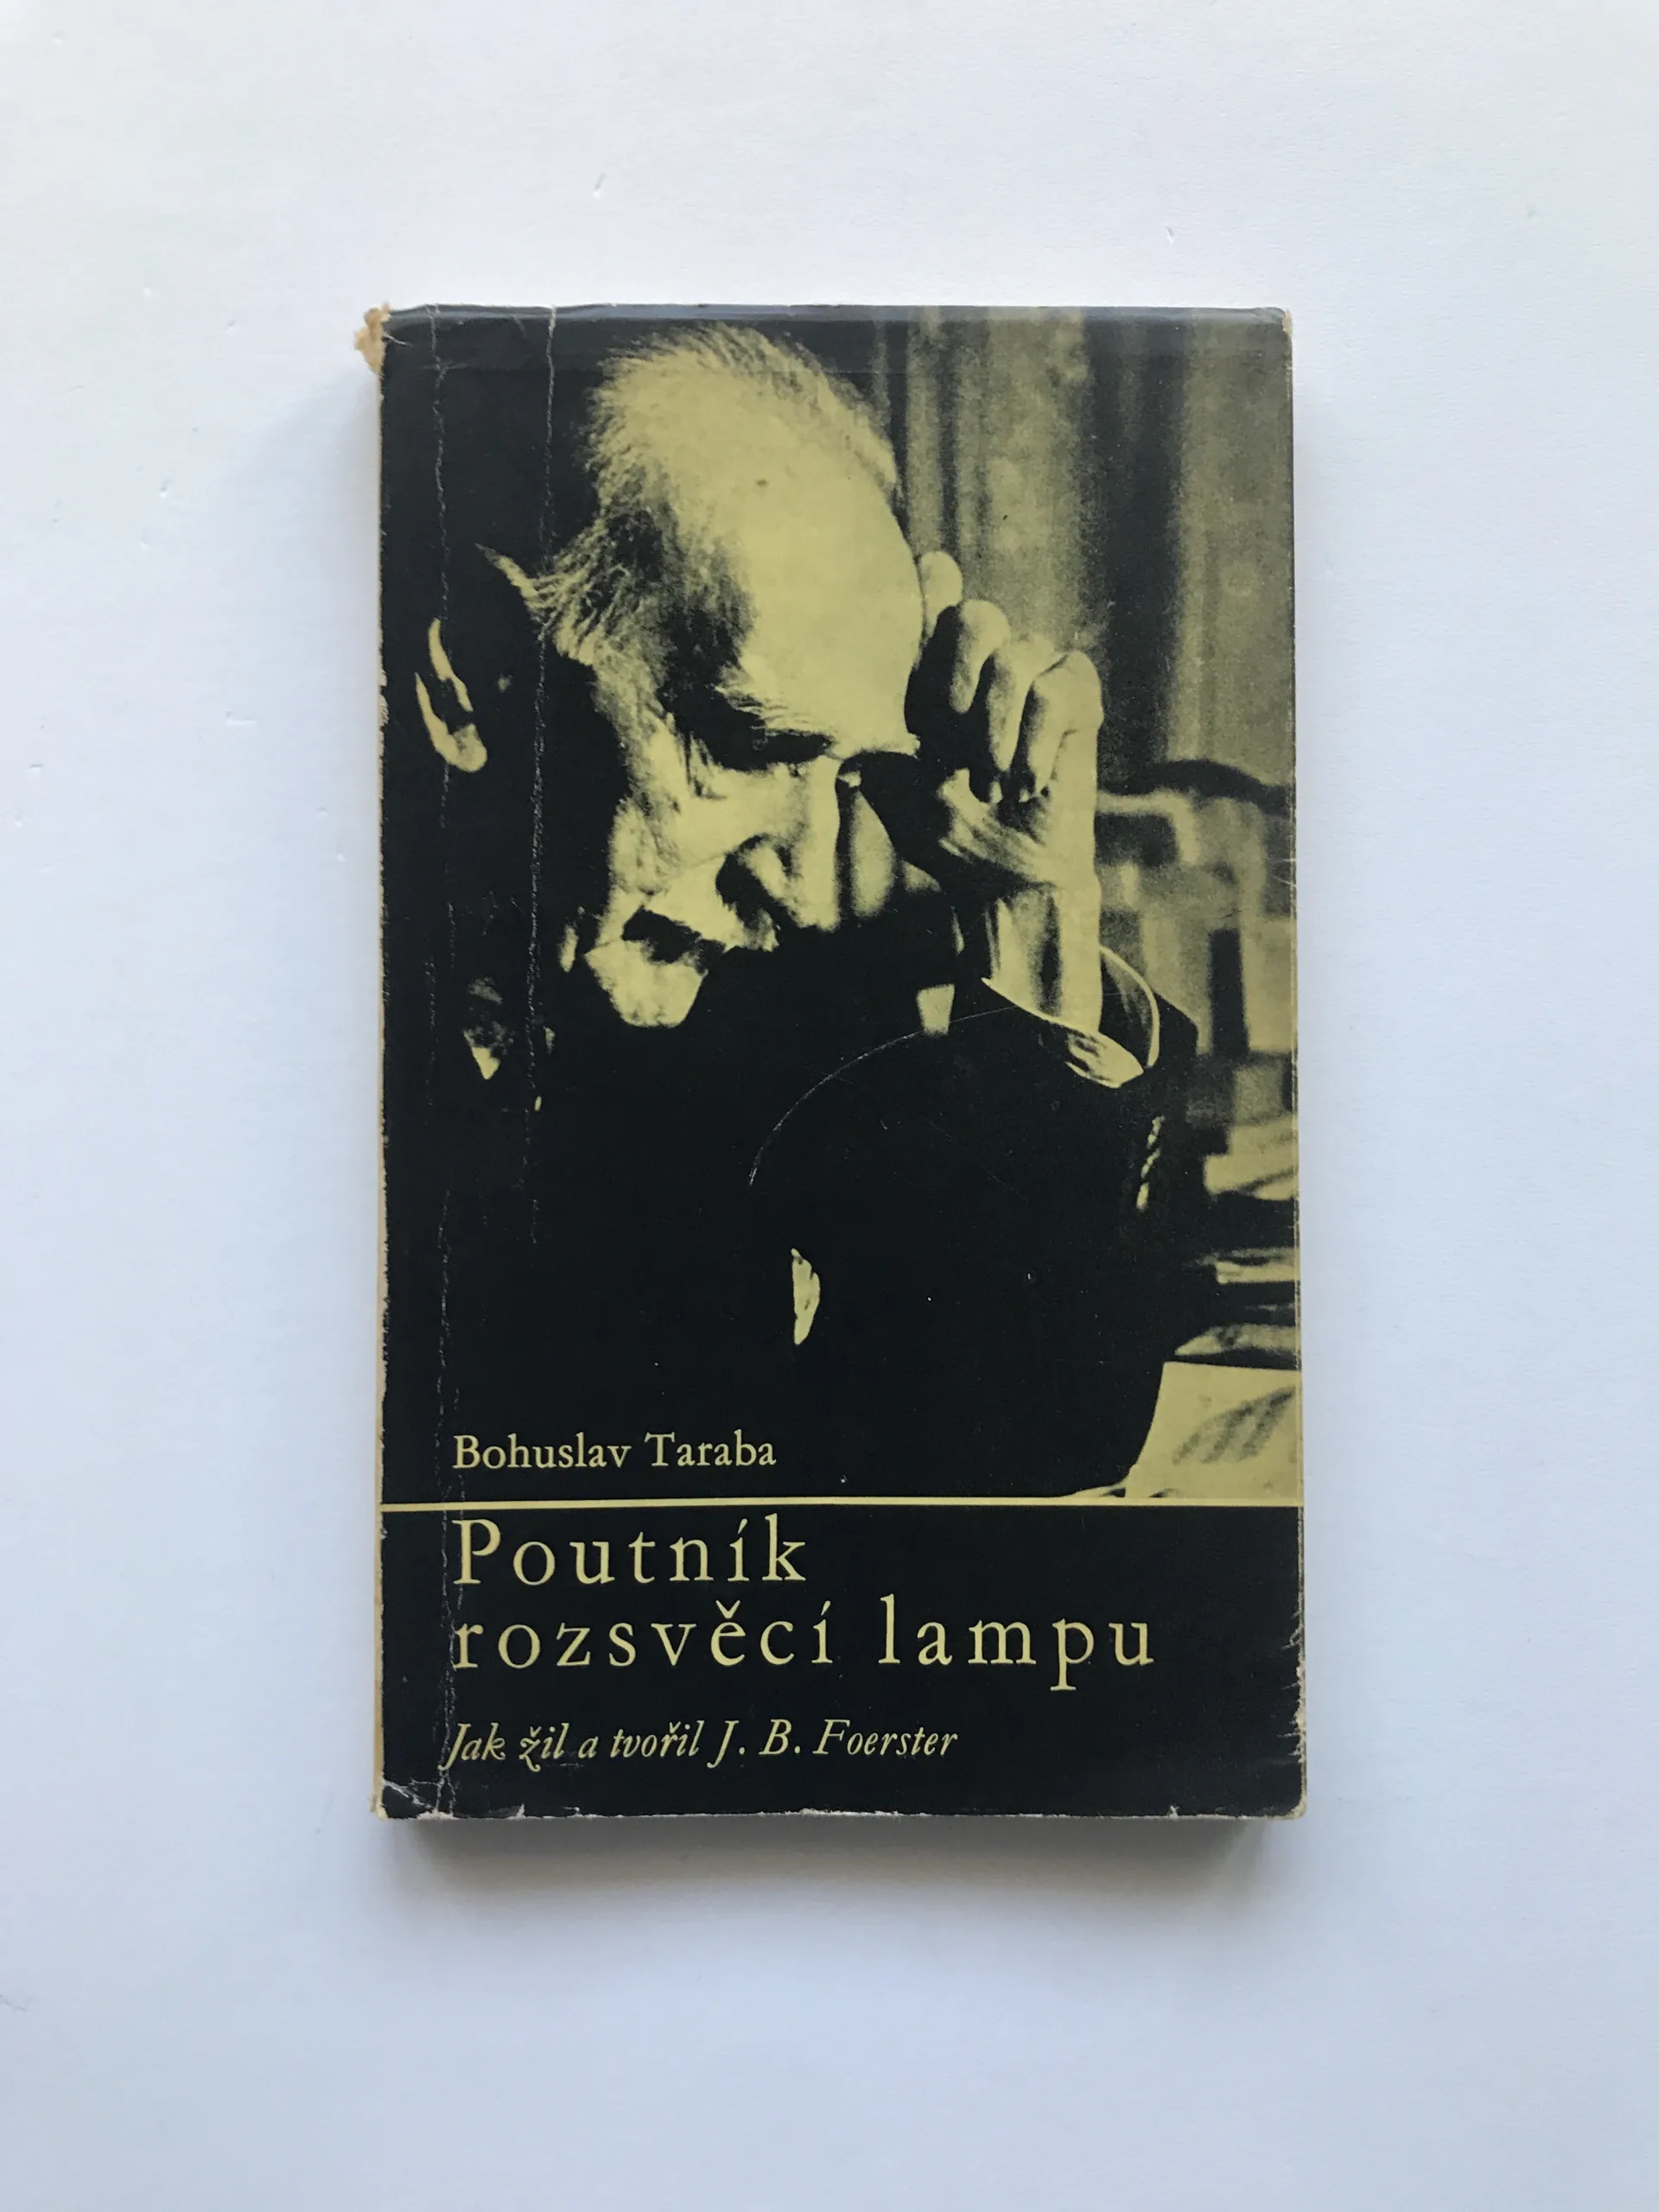 Bohuslav Taraba
Poutník
rozsvěcí lampu
Jak žil a tvořil J. B. Foerster